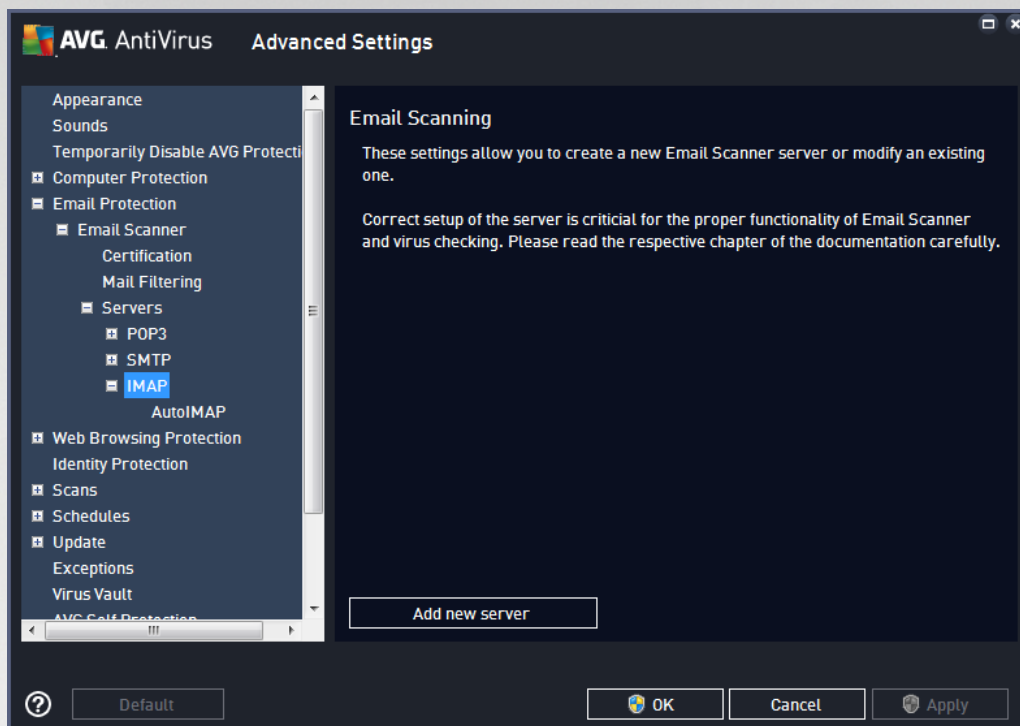 AVG. AntiVirus Advanced Settings
Appearance
Sounds
Temporarily Disable AVG Protecti
Computer Protection
Email Protection
Email Scanner
Certification
Mail Filtering
Servers
POP3
SMTP
IMAP
AutoIMAP
Web Browsing Protection
Identity Protection
Scans
Schedules
Update
Exceptions
Virus Vault
AVG Self Protection
Email Scanning
These settings allow you to create a new Email Scanner server or modify an existing
one.
Correct setup of the server is criticial for the proper functionality of Email Scanner
and virus checking. Please read the respective chapter of the documentation carefully.
Add new server
Default
OK
Cancel
Apply